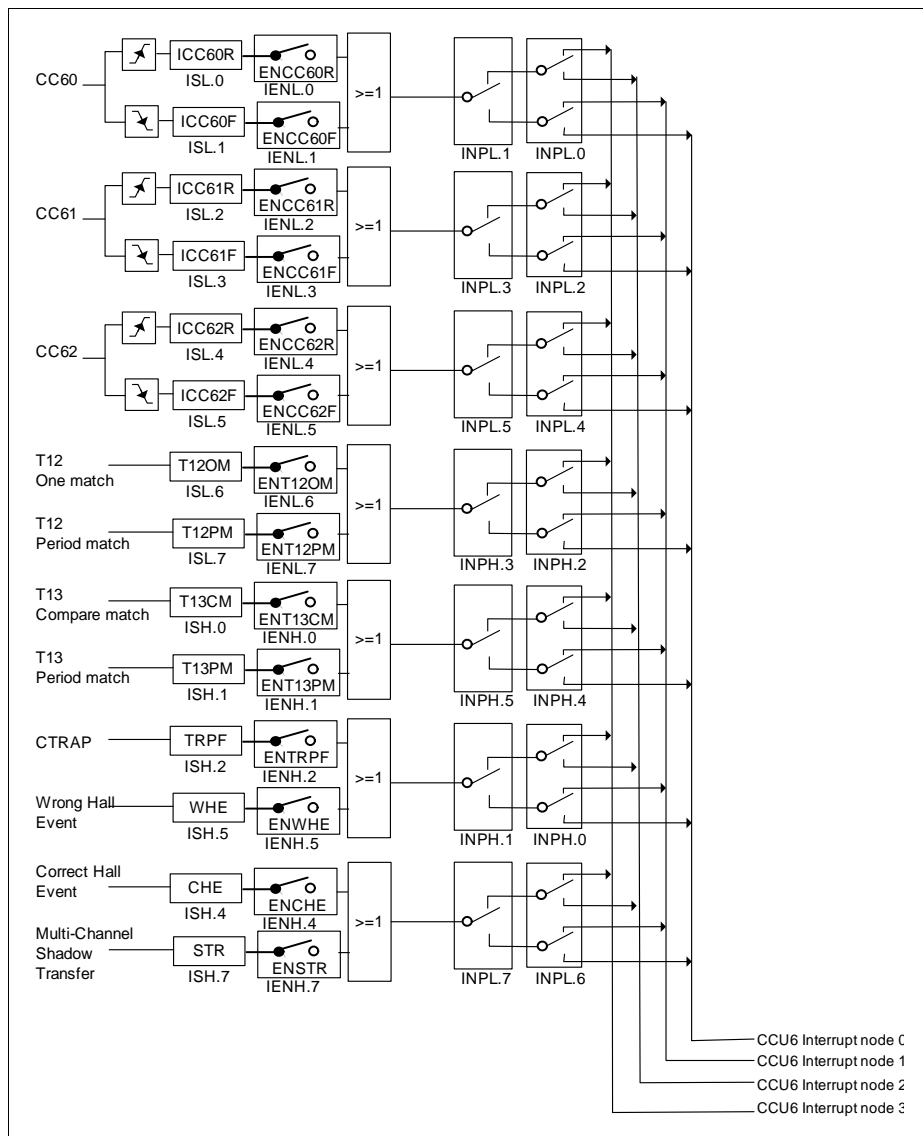 CC60
ICC60R
ISL.0
ENCC60R
IENL.0
ICC60F
ISL.1
ENCC60F
IENL.1
>=1
INPL.1
INPL.0
CC61
ICC61R
ISL.2
ENCC61R
IENL.2
ICC61F
ISL.3
ENCC61F
IENL.3
>=1
INPL.3
INPL.2
CC62
ICC62R
ISL.4
ENCC62R
IENL.4
ICC62F
ISL.5
ENCC62F
IENL.5
>=1
INPL.5
INPL.4
T12
One match
T12OM
ISL.6
ENT12OM
IENL.6
T12
Period match
T12PM
ISL.7
ENT12PM
IENL.7
>=1
INPH.3
INPH.2
T13
Compare match
T13CM
ISH.0
ENT13CM
IENH.0
T13
Period match
T13PM
ISH.1
ENT13PM
IENH.1
>=1
INPH.5
INPH.4
CTRAP
TRPF
ISH.2
ENTRPF
IENH.2
Wrong Hall
Event
WHE
ISH.5
ENWHE
IENH.5
>=1
INPH.1
INPH.0
Correct Hall
Event
CHE
ISH.4
ENCHE
IENH.4
Multi-Channel
Shadow
Transfer
STR
ISH.7
ENSTR
IENH.7
>=1
INPL.7
INPL.6
CCU6 Interrupt node 0
CCU6 Interrupt node 1
CCU6 Interrupt node 2
CCU6 Interrupt node 3